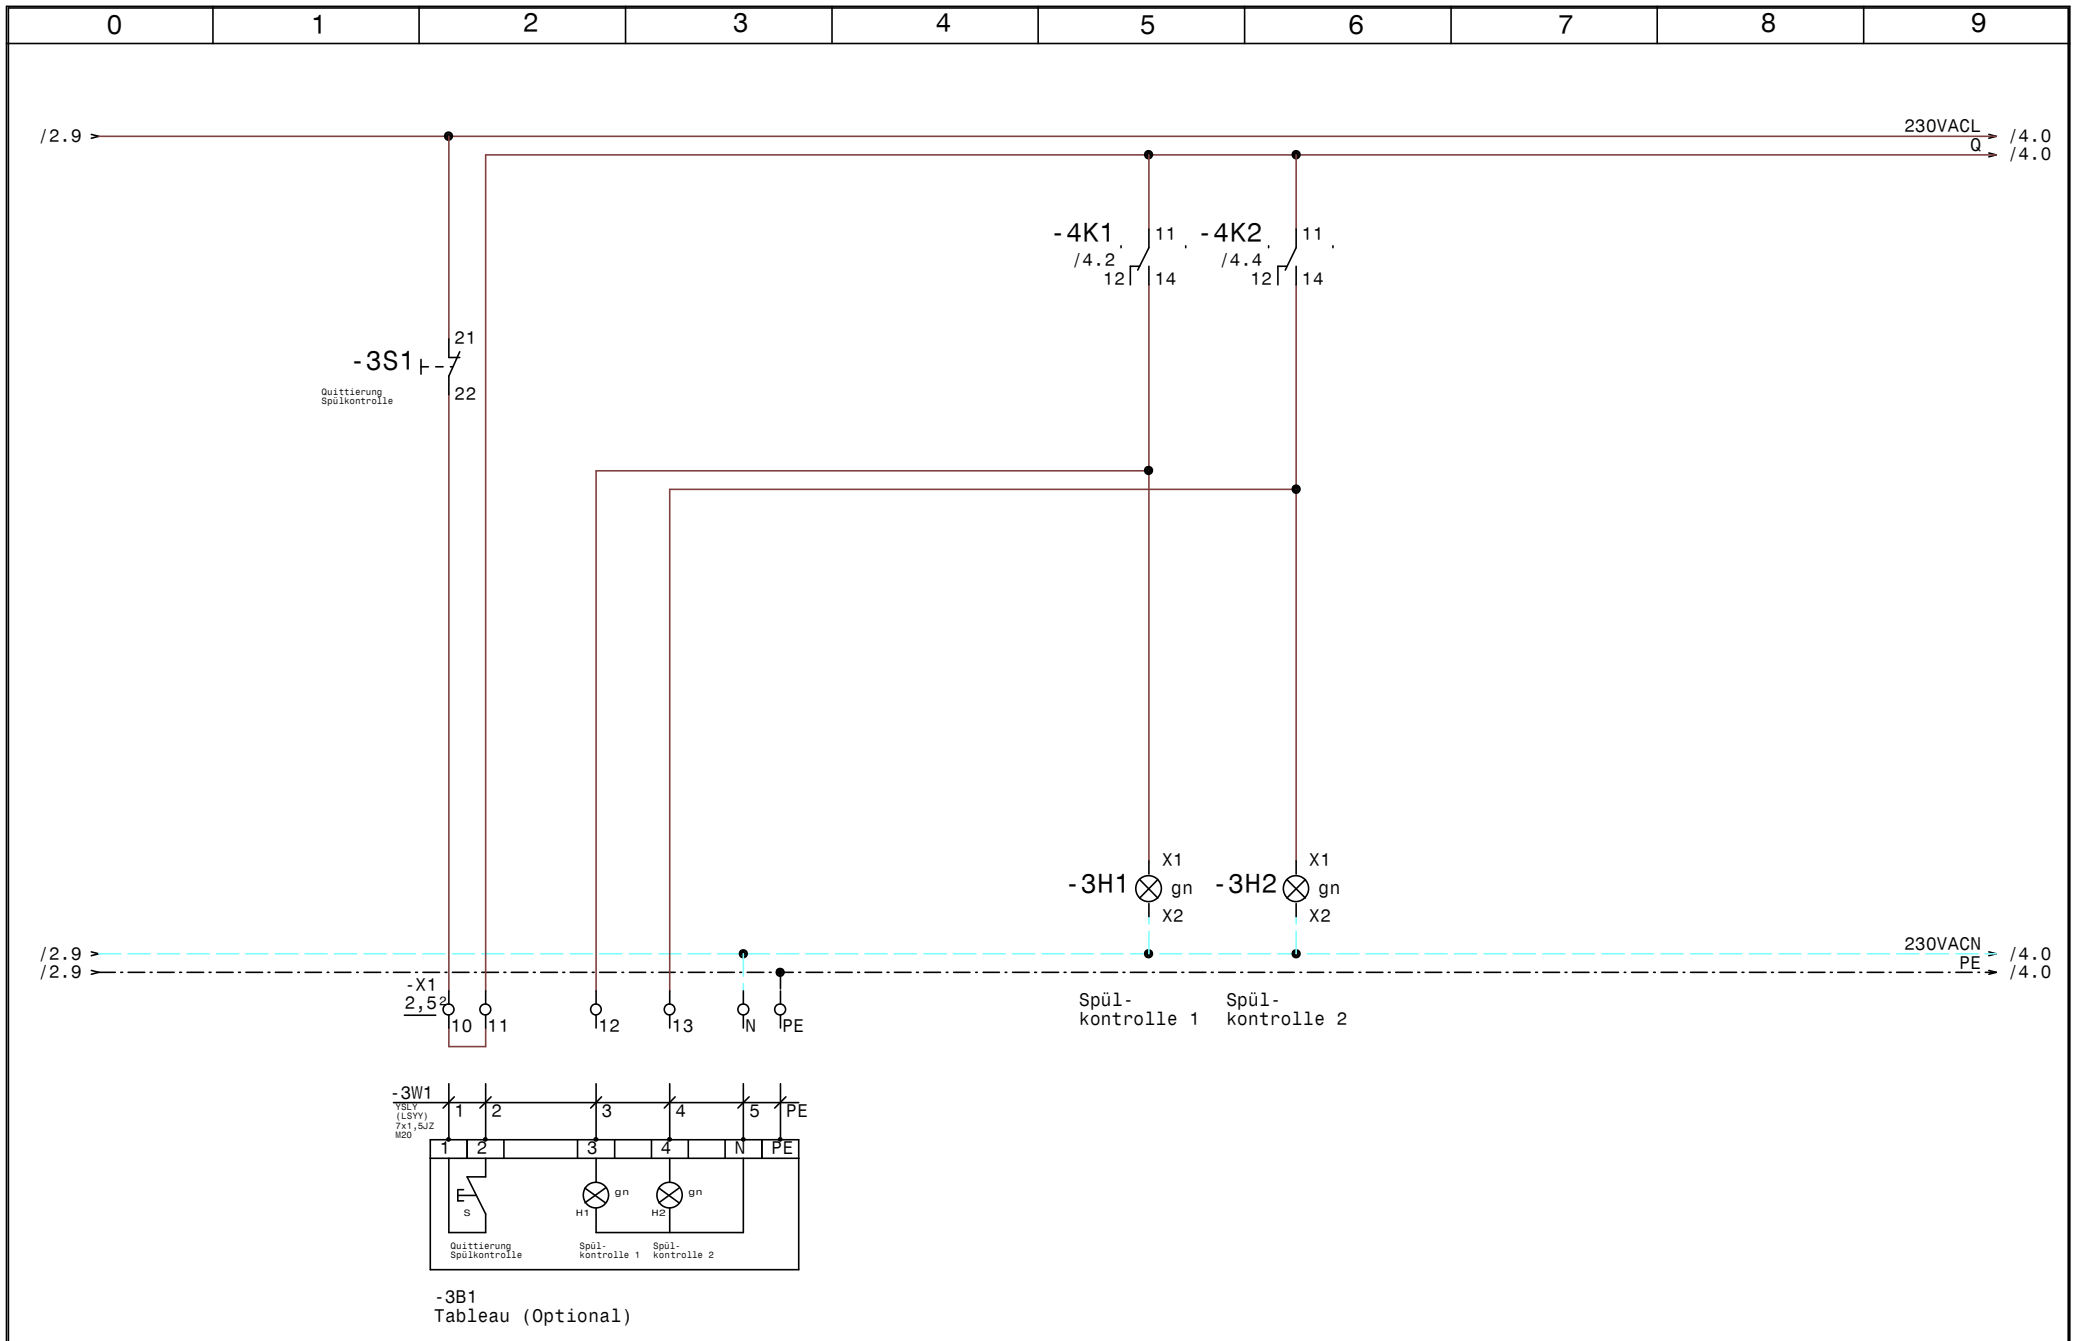 0 1 2 3 4 5 6 7 8 9
/2.9 230VACL /4.0
Q /4.0
-4K1 11 -4K2 11
/4.2 /4.4
12 14 12 14
21
-3S1
Quittierung
Spülkontrolle
22
X1 X1
-3H1 gn -3H2 gn
X2 X2
/2.9 230VACN /4.0
/2.9 PE /4.0
-X1
2,5²
10 11 12 13 N PE
Spül-
kontrolle 1
Spül-
kontrolle 2
-3W1
YSLY
(LSYY)
7x1,5JZ
M20
1 2 3 4 5 PE
1 2 3 4 N PE
gn gn
S H1 H2
Quittierung
Spülkontrolle
Spül-
kontrolle 1
Spül-
kontrolle 2
-3B1
Tableau (Optional)